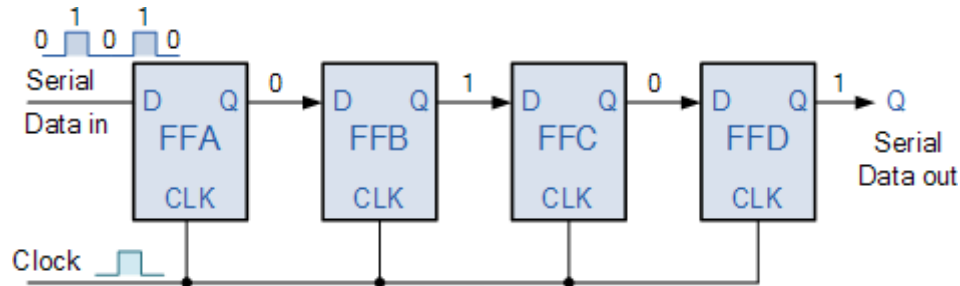 1 1
0 0 0
Serial
Data in
0 1 0 1
D Q D Q D Q D Q Q
FFA FFB FFC FFD
CLK CLK CLK CLK
Serial
Data out
Clock